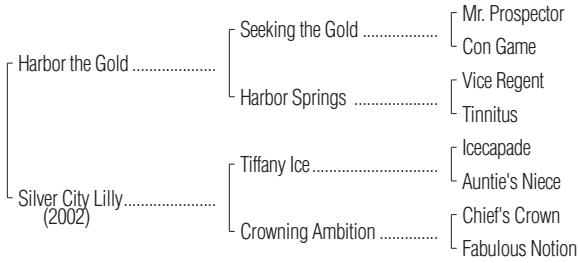 Mr. Prospector
Seeking the Gold ..................
Con Game
Harbor the Gold ....................
Vice Regent
Harbor Springs ....................
Tinnitus
Icecapade
Tiffany Ice..............................
Auntie's Niece
Silver City Lilly......................
(2002)
Chief's Crown
Crowning Ambition ..............
Fabulous Notion